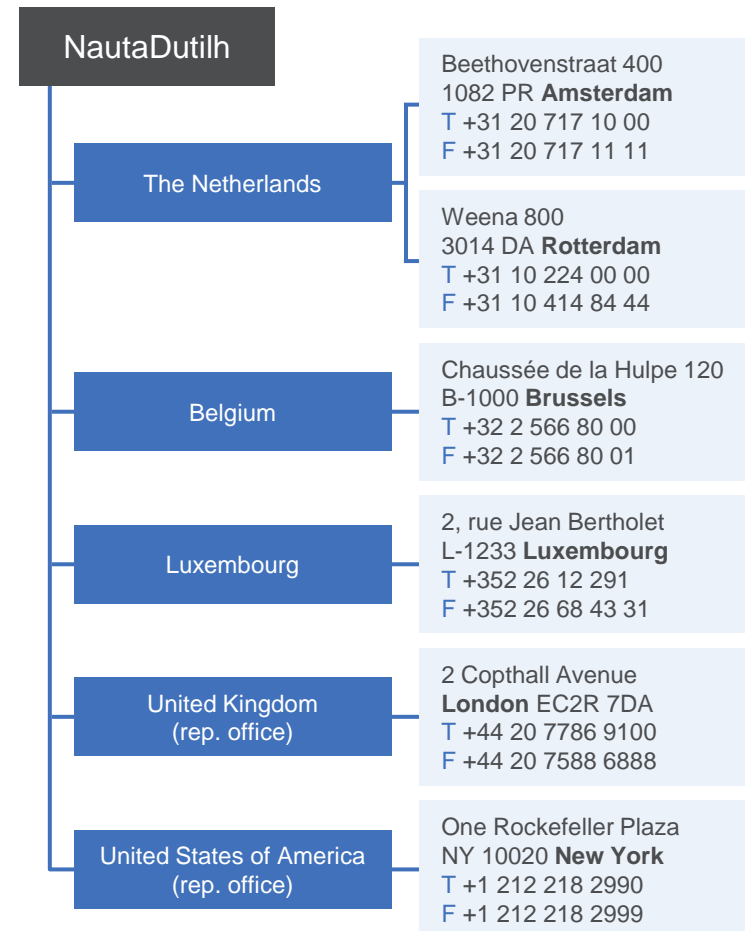 NautaDutilh
The Netherlands
Beethovenstraat 400
1082 PR Amsterdam
T +31 20 717 10 00
F +31 20 717 11 11
Weena 800
3014 DA Rotterdam
T +31 10 224 00 00
F +31 10 414 84 44
Belgium
Chaussée de la Hulpe 120
B-1000 Brussels
T +32 2 566 80 00
F +32 2 566 80 01
Luxembourg
2, rue Jean Bertholet
L-1233 Luxembourg
T +352 26 12 291
F +352 26 68 43 31
United Kingdom
(rep. office)
2 Copthall Avenue
London EC2R 7DA
T +44 20 7786 9100
F +44 20 7588 6888
United States of America
(rep. office)
One Rockefeller Plaza
NY 10020 New York
T +1 212 218 2990
F +1 212 218 2999